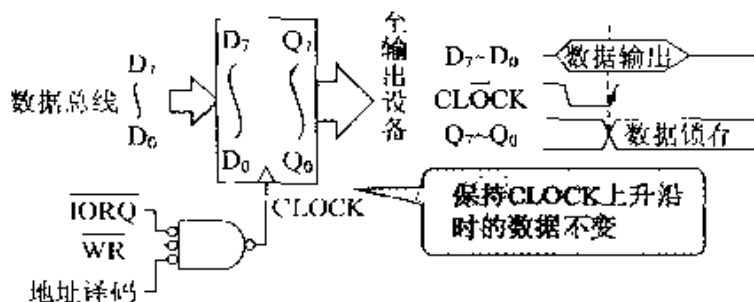 数据总线
D₇
D₀
D₇
D₀
Q₇
Q₀
至输出设备
CLOCK
IORQ
WR
地址译码
D₇~D₀
数据输出
CLOCK
Q₇~Q₀
数据锁存
保持CLOCK上升沿
时的数据不变